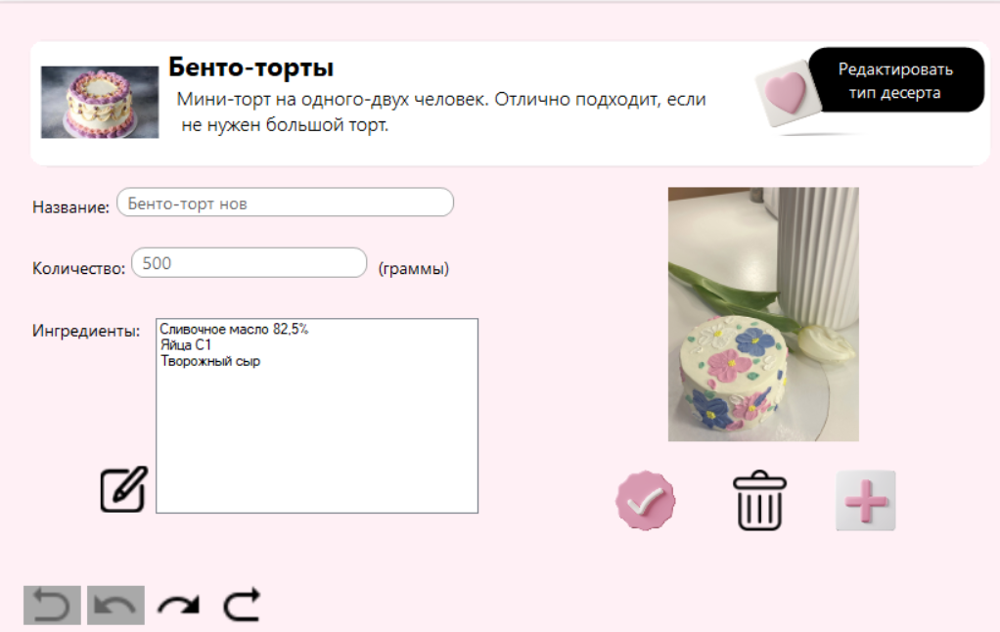 Бенто-торты
Мини-торт на одного-двух человек. Отлично подходит, если
не нужен большой торт.
Редактировать
тип десерта
Название: Бенто-торт нов
Количество: 500 (граммы)
Ингредиенты:
Сливочное масло 82,5%
Яйца С1
Творожный сыр